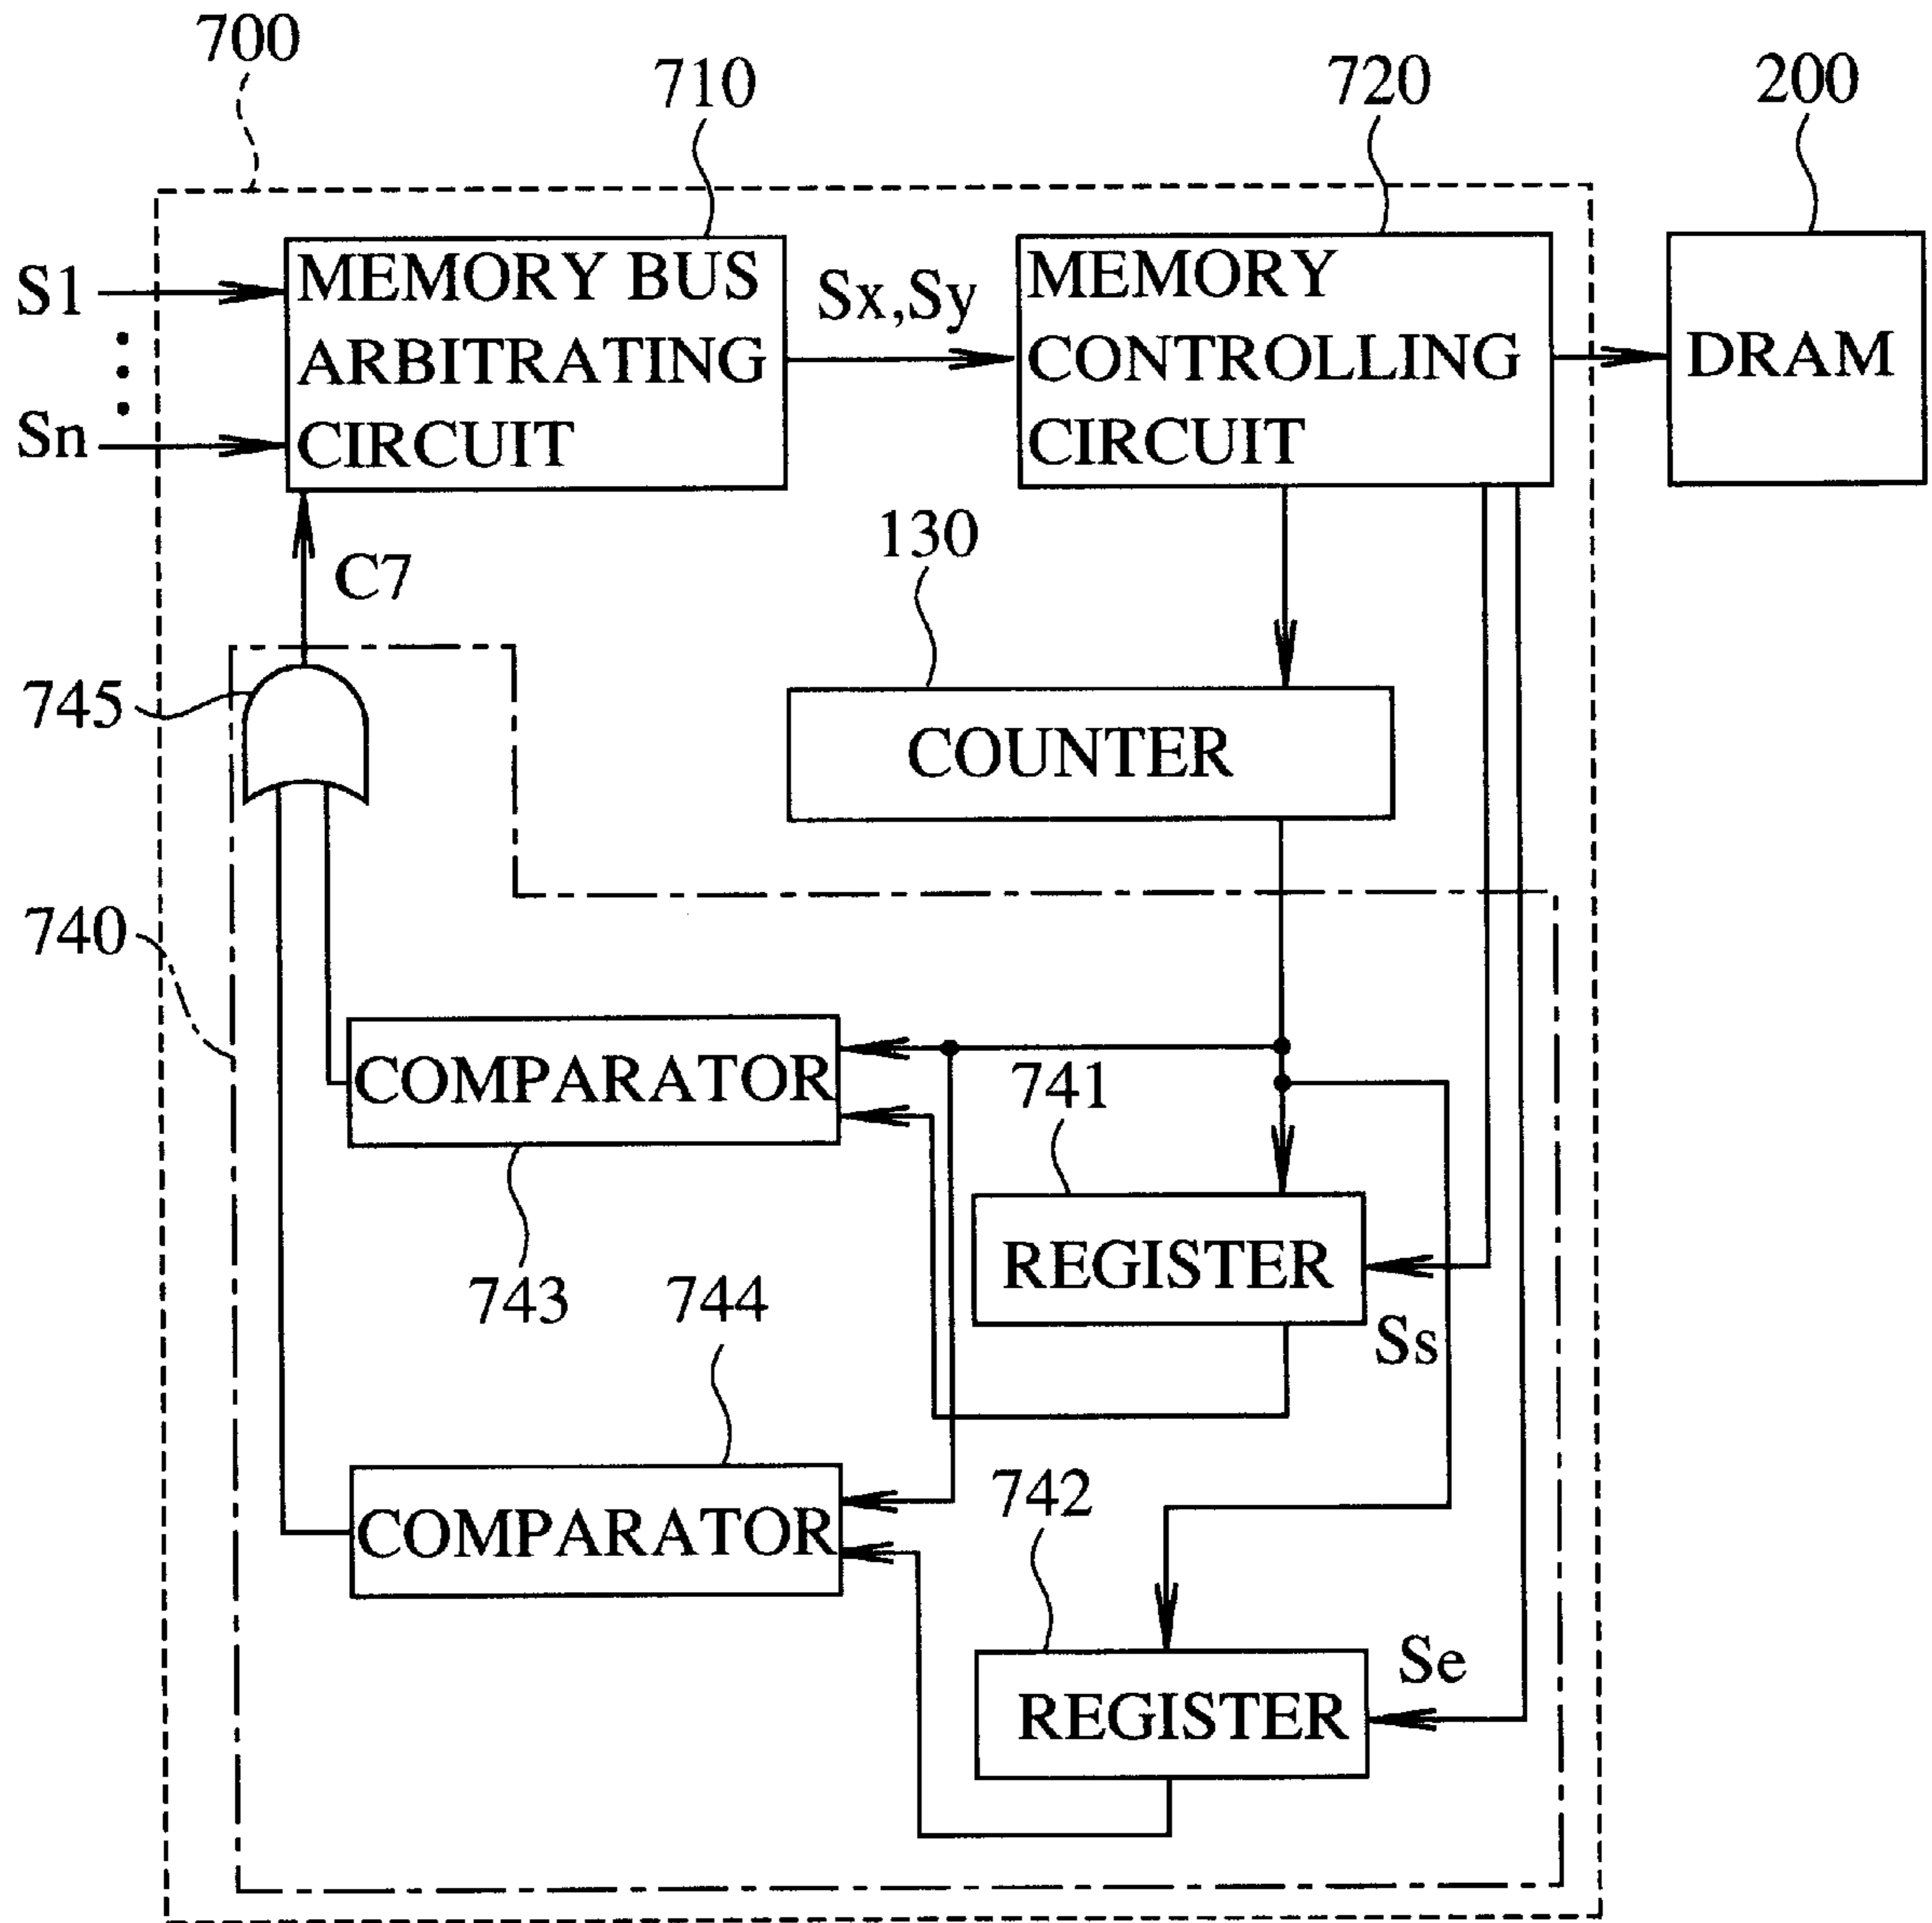 700
710
720
200
S1
Sn
MEMORY BUS
ARBITRATING
CIRCUIT
Sx,Sy
MEMORY
CONTROLLING
CIRCUIT
DRAM
C7
130
COUNTER
745
740
COMPARATOR
743
741
REGISTER
Ss
744
COMPARATOR
742
REGISTER
Se